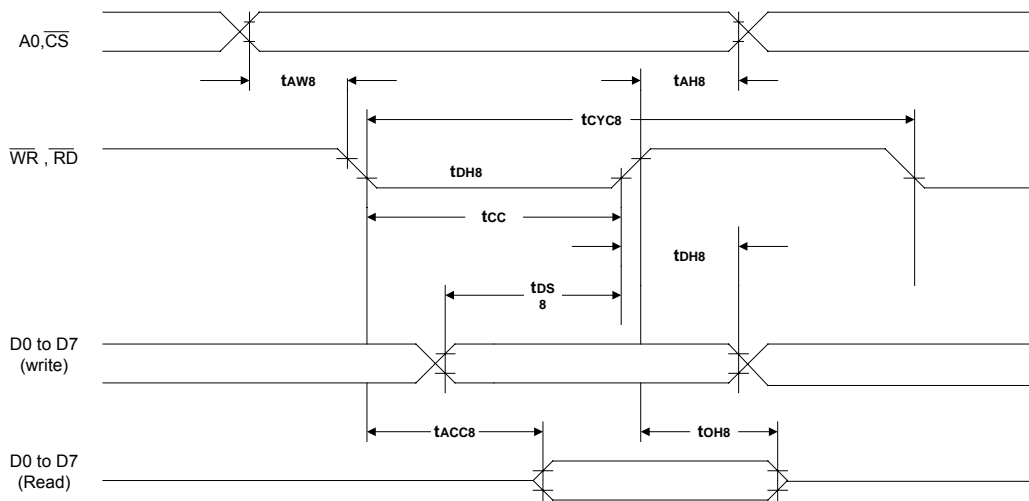 A0,CS
tAW8
tAH8
tCYC8
WR , RD
tDH8
tCC
tDH8
tDS
8
D0 to D7
(write)
tACC8
tOH8
D0 to D7
(Read)